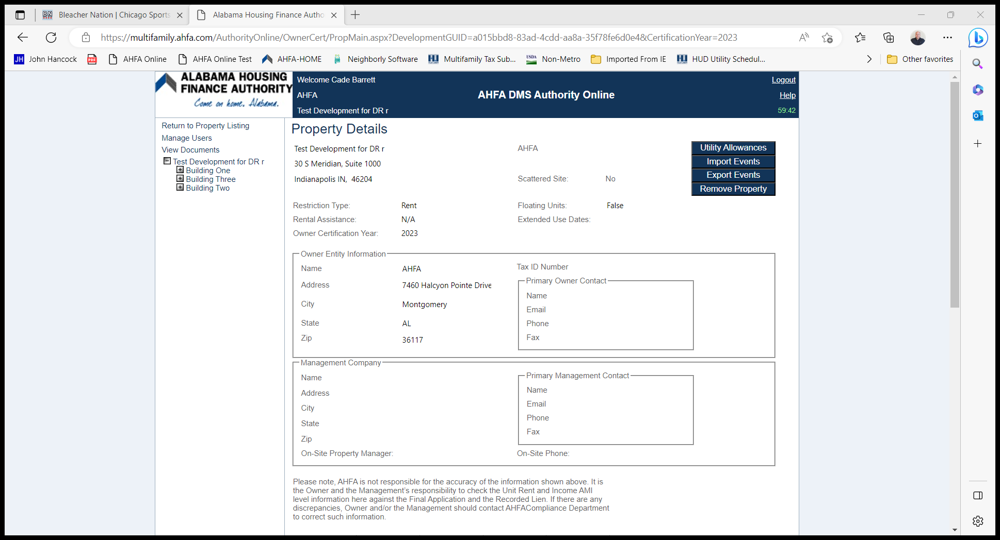 Bleacher Nation | Chicago Sports
Alabama Housing Finance Autho
https://multifamily.ahfa.com/AuthorityOnline/OwnerCert/PropMain.aspx?DevelopmentGUID=a015bbd8-83ad-4cdd-aa8a-35f78fe6d0e4&CertificationYear=2023
JH John Hancock PDF AHFA Online AHFA Online Test AHFA-HOME Neighborly Software Multifamily Tax Sub... USDA Non-Metro Imported From IE HUD Utility Schedul... Other favorites
ALABAMA HOUSING
FINANCE AUTHORITY
Come on home. Alabama.
Welcome Cade Barrett
Logout
AHFA
AHFA DMS Authority Online
Help
Test Development for DR r
59:42
Return to Property Listing
Manage Users
View Documents
Test Development for DR r
Building One
Building Three
Building Two
Property Details
Test Development for DR r
AHFA
30 S Meridian, Suite 1000
Indianapolis IN, 46204
Scattered Site: No
Utility Allowances
Import Events
Export Events
Remove Property
Restriction Type: Rent
Floating Units: False
Rental Assistance: N/A
Extended Use Dates:
Owner Certification Year: 2023
Owner Entity Information
Name AHFA
Address 7460 Halcyon Pointe Drive
City Montgomery
State AL
Zip 36117
Tax ID Number
Primary Owner Contact
Name
Email
Phone
Fax
Management Company
Name
Address
City
State
Zip
On-Site Property Manager:
Primary Management Contact
Name
Email
Phone
Fax
On-Site Phone:
Please note, AHFA is not responsible for the accuracy of the information shown above. It is
the Owner and the Management's responsibility to check the Unit Rent and Income AMI
level information here against the Final Application and the Recorded Lien. If there are any
discrepancies, Owner and/or the Management should contact AHFACompliance Department
to correct such information.